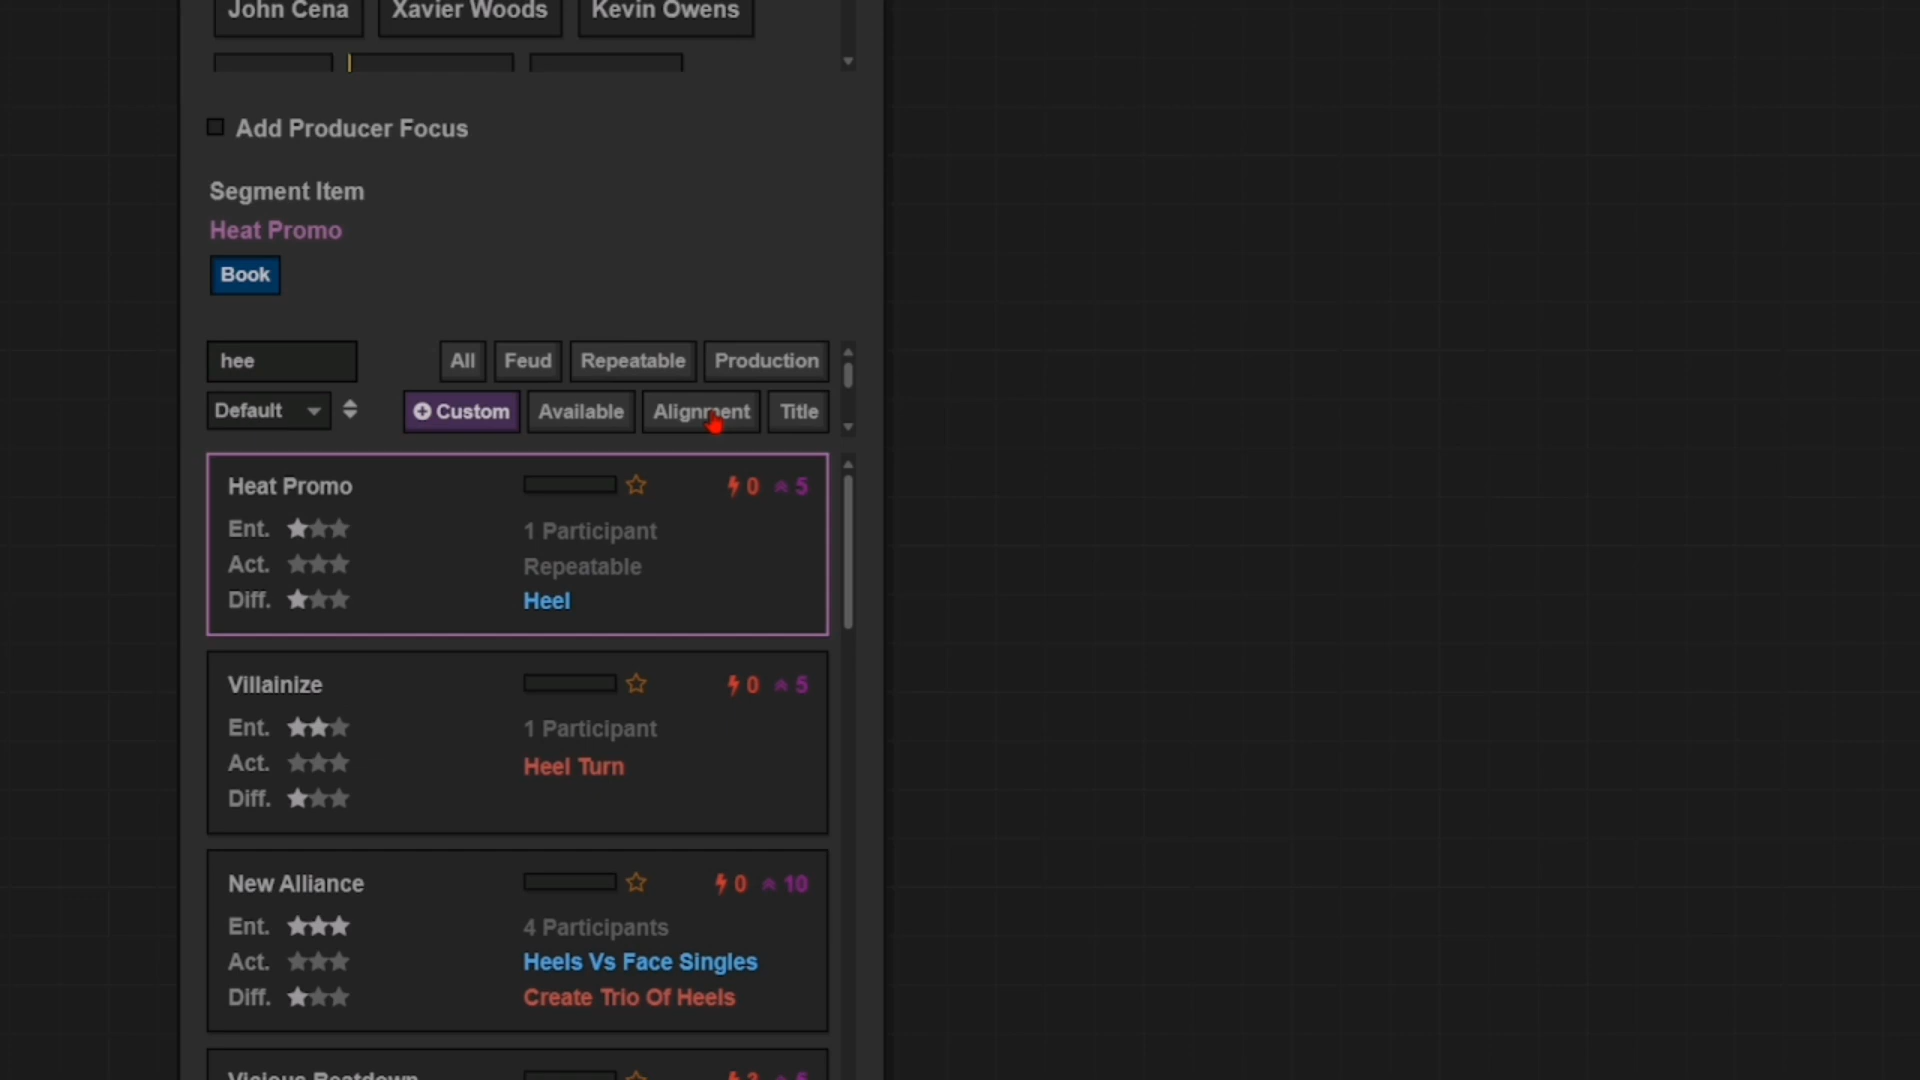 John Cena Xavier Woods Kevin Owens
Add Producer Focus
Segment Item
Heat Promo
Book
hee All Feud Repeatable Production
Default Custom Available Alignment Title
Heat Promo 0 5
Ent. 1 Participant
Act. Repeatable
Diff. Heel
Villainize 0 5
Ent. 1 Participant
Act. Heel Turn
Diff.
New Alliance 0 10
Ent. 4 Participants
Act. Heels Vs Face Singles
Diff. Create Trio Of Heels
Vicious Beatdown